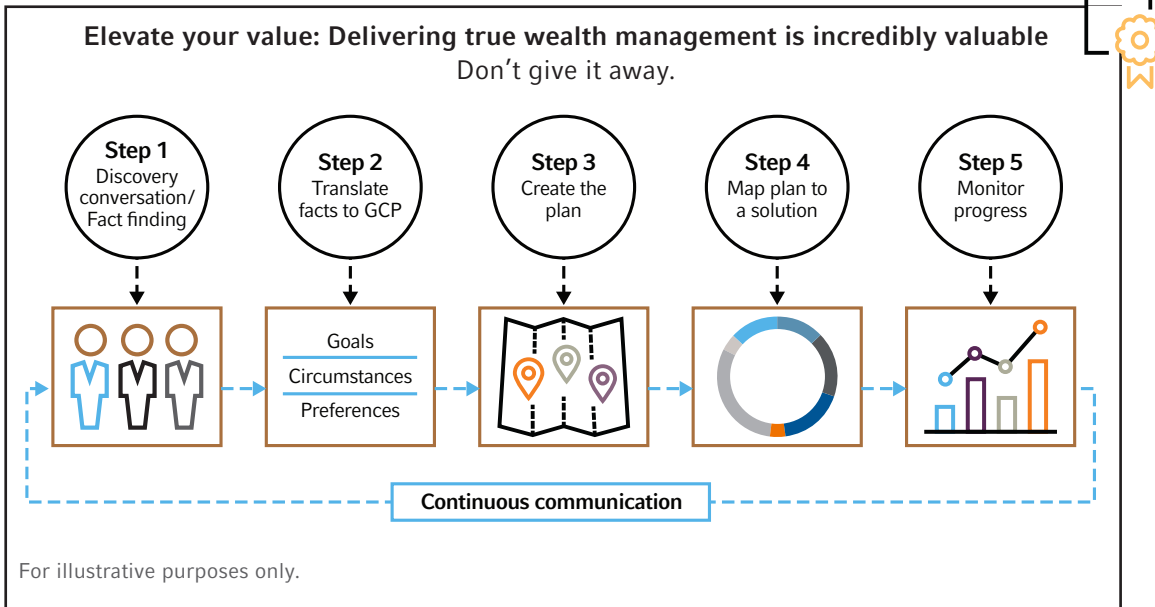 Elevate your value: Delivering true wealth management is incredibly valuable
Don't give it away.
Step 1
Discovery
conversation/
Fact finding
Step 2
Translate
facts to GCP
Step 3
Create the
plan
Step 4
Map plan to
a solution
Step 5
Monitor
progress
Goals
Circumstances
Preferences
Continuous communication
For illustrative purposes only.